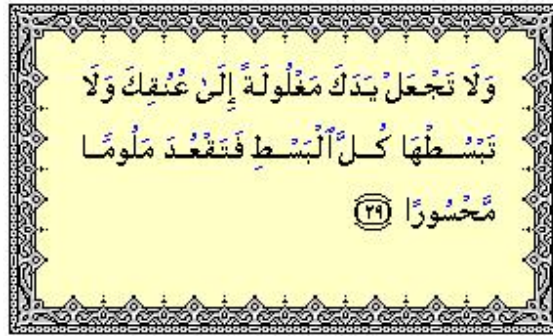 وَلَا تَجْعَلْ يَدَكَ مَغْلُولَةً إِلَىٰ عُنُقِكَ وَلَا
تَبْسُطْهَا كُلَّ ٱلْبَسْطِ فَتَقْعُدَ مَلُومًا
مَّحْسُورًا ٢٩